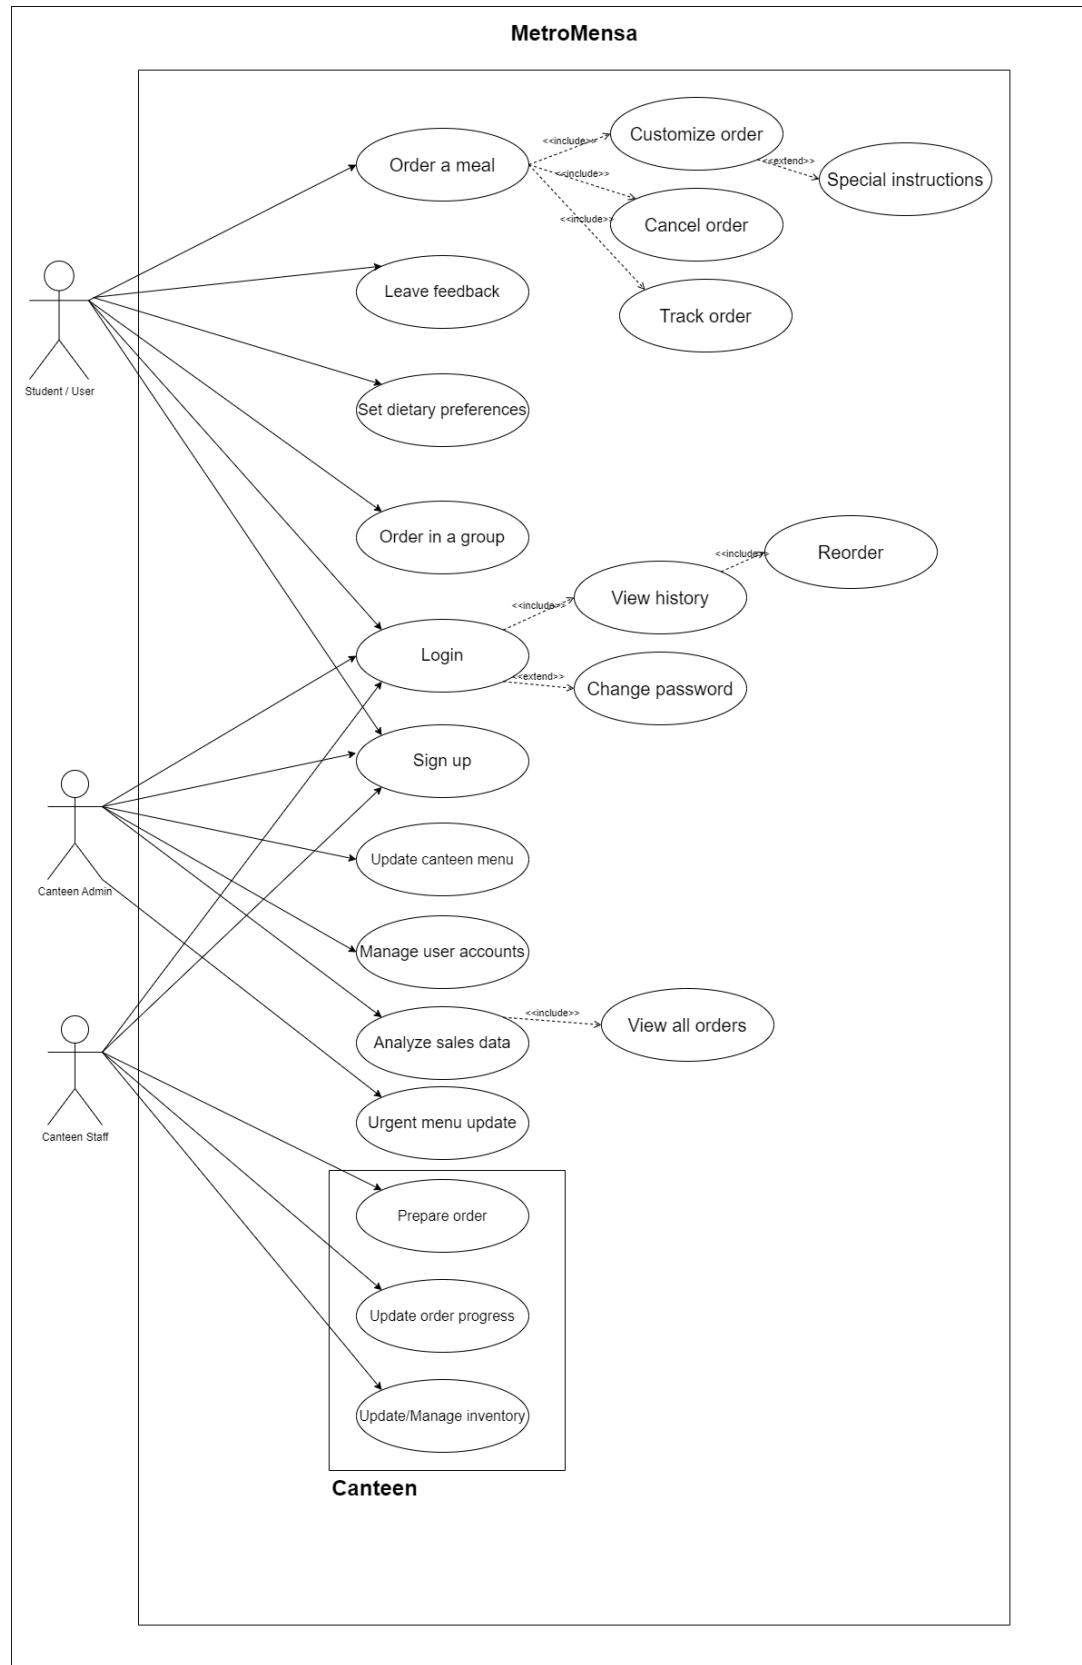 MetroMensa
Customize order
<<include>>
Order a meal
<<extend>>
<<include>>
Special instructions
<<include>>
Cancel order
Leave feedback
Track order
Student / User
Set dietary preferences
Order in a group
<<include>>
Reorder
View history
<<include>>
Login
<<extend>>
Change password
Sign up
Update canteen menu
Canteen Admin
Manage user accounts
<<include>>
View all orders
Analyze sales data
Urgent menu update
Canteen Staff
Prepare order
Update order progress
Update/Manage inventory
Canteen